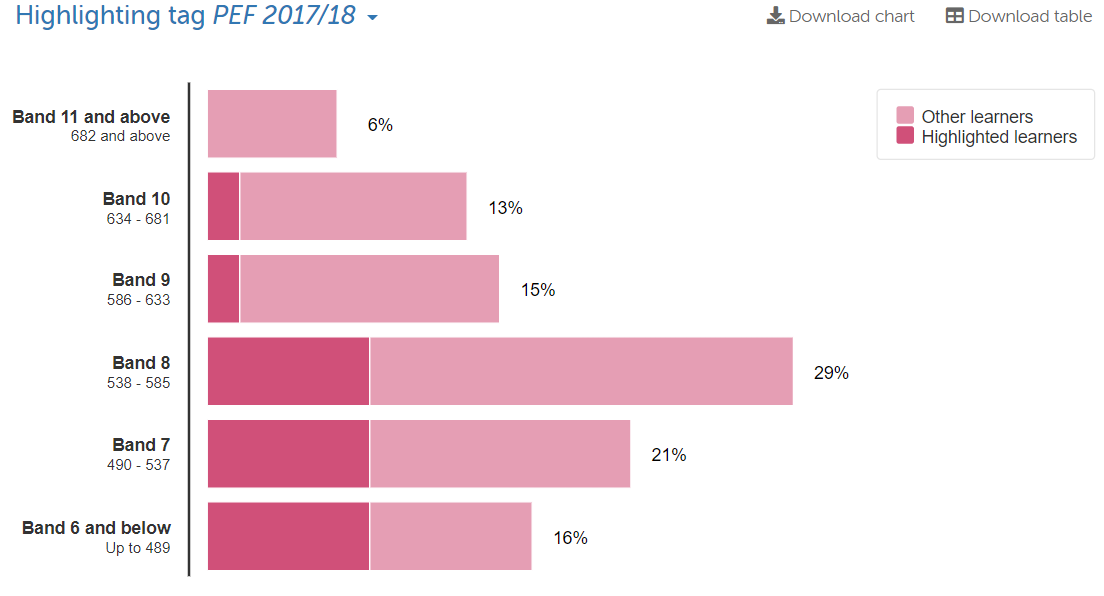 Highlighting tag PEF 2017/18
Download chart
Download table
Other learners
Highlighted learners
Band 11 and above
682 and above
6%
Band 10
634 - 681
13%
Band 9
586 - 633
15%
Band 8
538 - 585
29%
Band 7
490 - 537
21%
Band 6 and below
Up to 489
16%